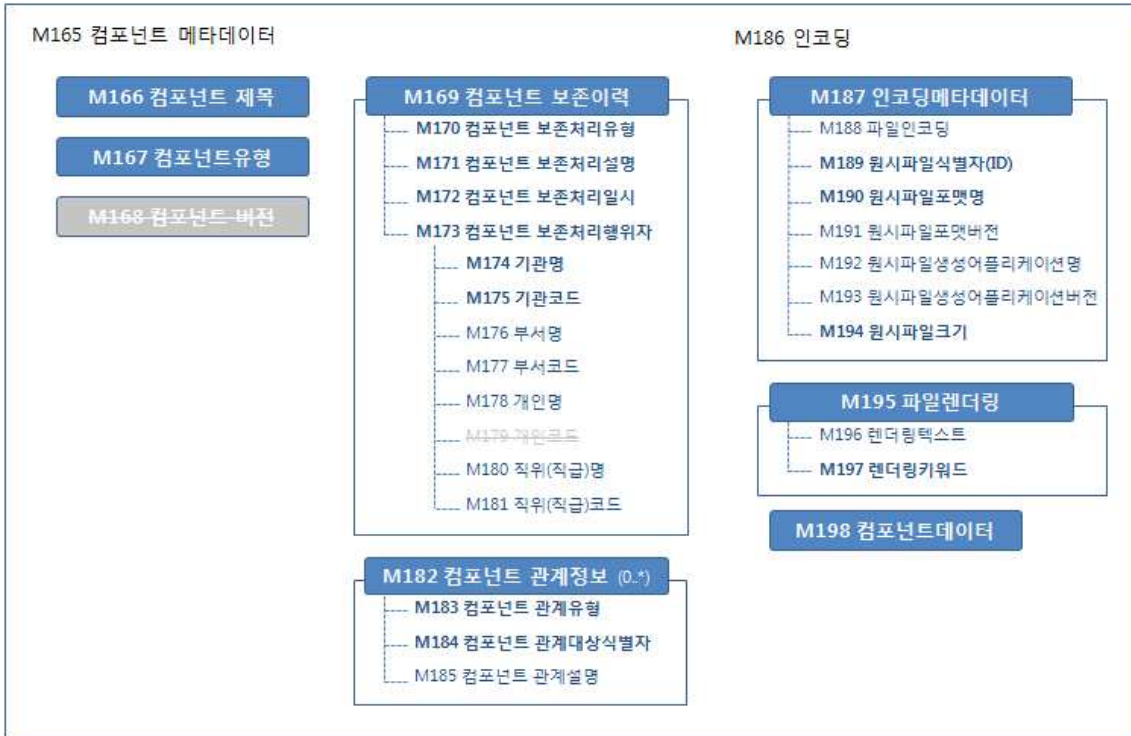 M165 컴포넌트 메타데이터
M166 컴포넌트 제목
M167 컴포넌트유형
M168 컴포넌트 버전
M169 컴포넌트 보존이력
M170 컴포넌트 보존처리유형
M171 컴포넌트 보존처리설명
M172 컴포넌트 보존처리일시
M173 컴포넌트 보존처리행위자
M174 기관명
M175 기관코드
M176 부서명
M177 부서코드
M178 개인명
M179 개인코드
M180 직위(직급)명
M181 직위(직급)코드
M182 컴포넌트 관계정보 (0..*)
M183 컴포넌트 관계유형
M184 컴포넌트 관계대상식별자
M185 컴포넌트 관계설명
M186 인코딩
M187 인코딩메타데이터
M188 파일인코딩
M189 원시파일식별자(ID)
M190 원시파일포맷명
M191 원시파일포맷버전
M192 원시파일생성어플리케이션명
M193 원시파일생성어플리케이션버전
M194 원시파일크기
M195 파일렌더링
M196 렌더링텍스트
M197 렌더링키워드
M198 컴포넌트데이터